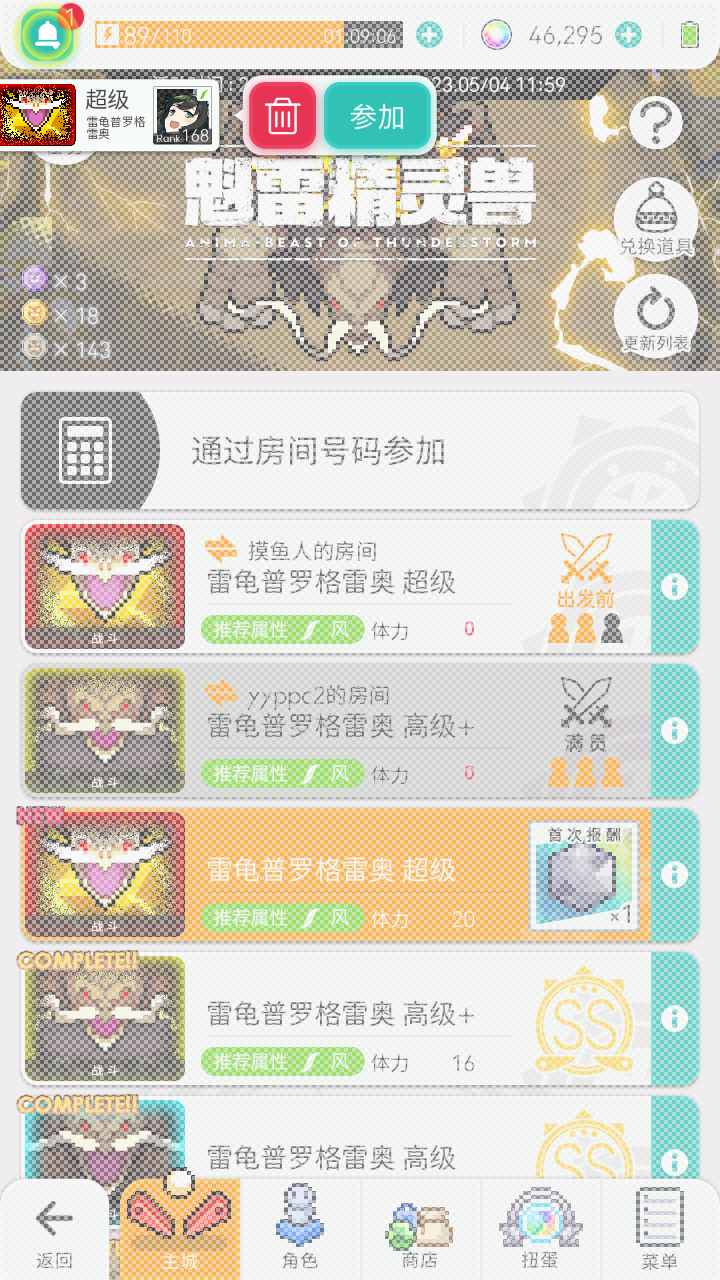 1
89/110
01:09:06
46,295
23.05/04 11:59
超级
雷龟普罗格
雷奥
Rank 168
参加
魁雷精灵兽
ANIMA-BEAST OF THUNDERSTORM
兑换道具
× 3
× 18
× 143
更新列表
通过房间号码参加
摸鱼人的房间
雷龟普罗格雷奥 超级
出发前
战斗
推荐属性 风 体力 0
yyppc2的房间
雷龟普罗格雷奥 高级+
满员
战斗
推荐属性 风 体力 0
NEW
雷龟普罗格雷奥 超级
首次报酬
×1
战斗
推荐属性 风 体力 20
COMPLETE!!
雷龟普罗格雷奥 高级+
SS
战斗
推荐属性 风 体力 16
COMPLETE!!
雷龟普罗格雷奥 高级
SS
返回
主城
角色
商店
扭蛋
菜单